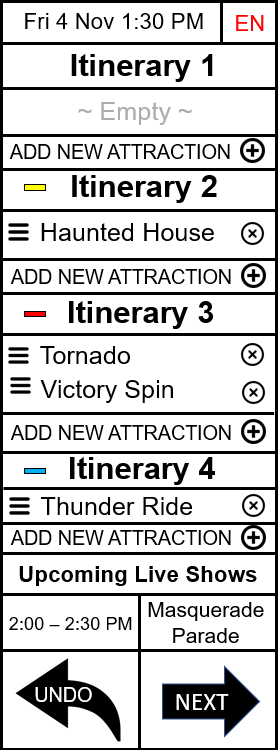 Fri 4 Nov 1:30 PM EN
Itinerary 1
~ Empty ~
ADD NEW ATTRACTION
Itinerary 2
Haunted House
ADD NEW ATTRACTION
Itinerary 3
Tornado
Victory Spin
ADD NEW ATTRACTION
Itinerary 4
Thunder Ride
ADD NEW ATTRACTION
Upcoming Live Shows
2:00 – 2:30 PM
Masquerade
Parade
UNDO
NEXT